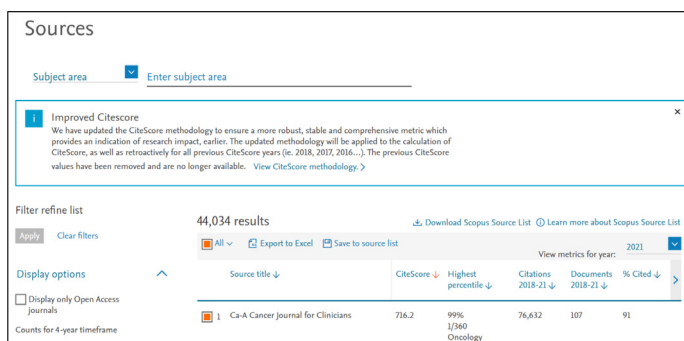 Sources
Subject area Enter subject area
Improved Citescore
We have updated the CiteScore methodology to ensure a more robust, stable and comprehensive metric which
provides an indication of research impact, earlier. The updated methodology will be applied to the calculation of
CiteScore, as well as retroactively for all previous CiteScore years (ie. 2018, 2017, 2016...). The previous CiteScore
values have been removed and are no longer available. View CiteScore methodology. >
Filter refine list
Apply Clear filters
Display options
Display only Open Access
journals
Counts for 4-year timeframe
44,034 results Download Scopus Source List Learn more about Scopus Source List
All Export to Excel Save to source list
View metrics for year: 2021
Source title ↓ CiteScore ↓ Highest percentile ↓ Citations 2018-21 ↓ Documents 2018-21 ↓ % Cited ↓ >
1 Ca-A Cancer Journal for Clinicians 716.2 99% 76,632 107 91
1/360
Oncology